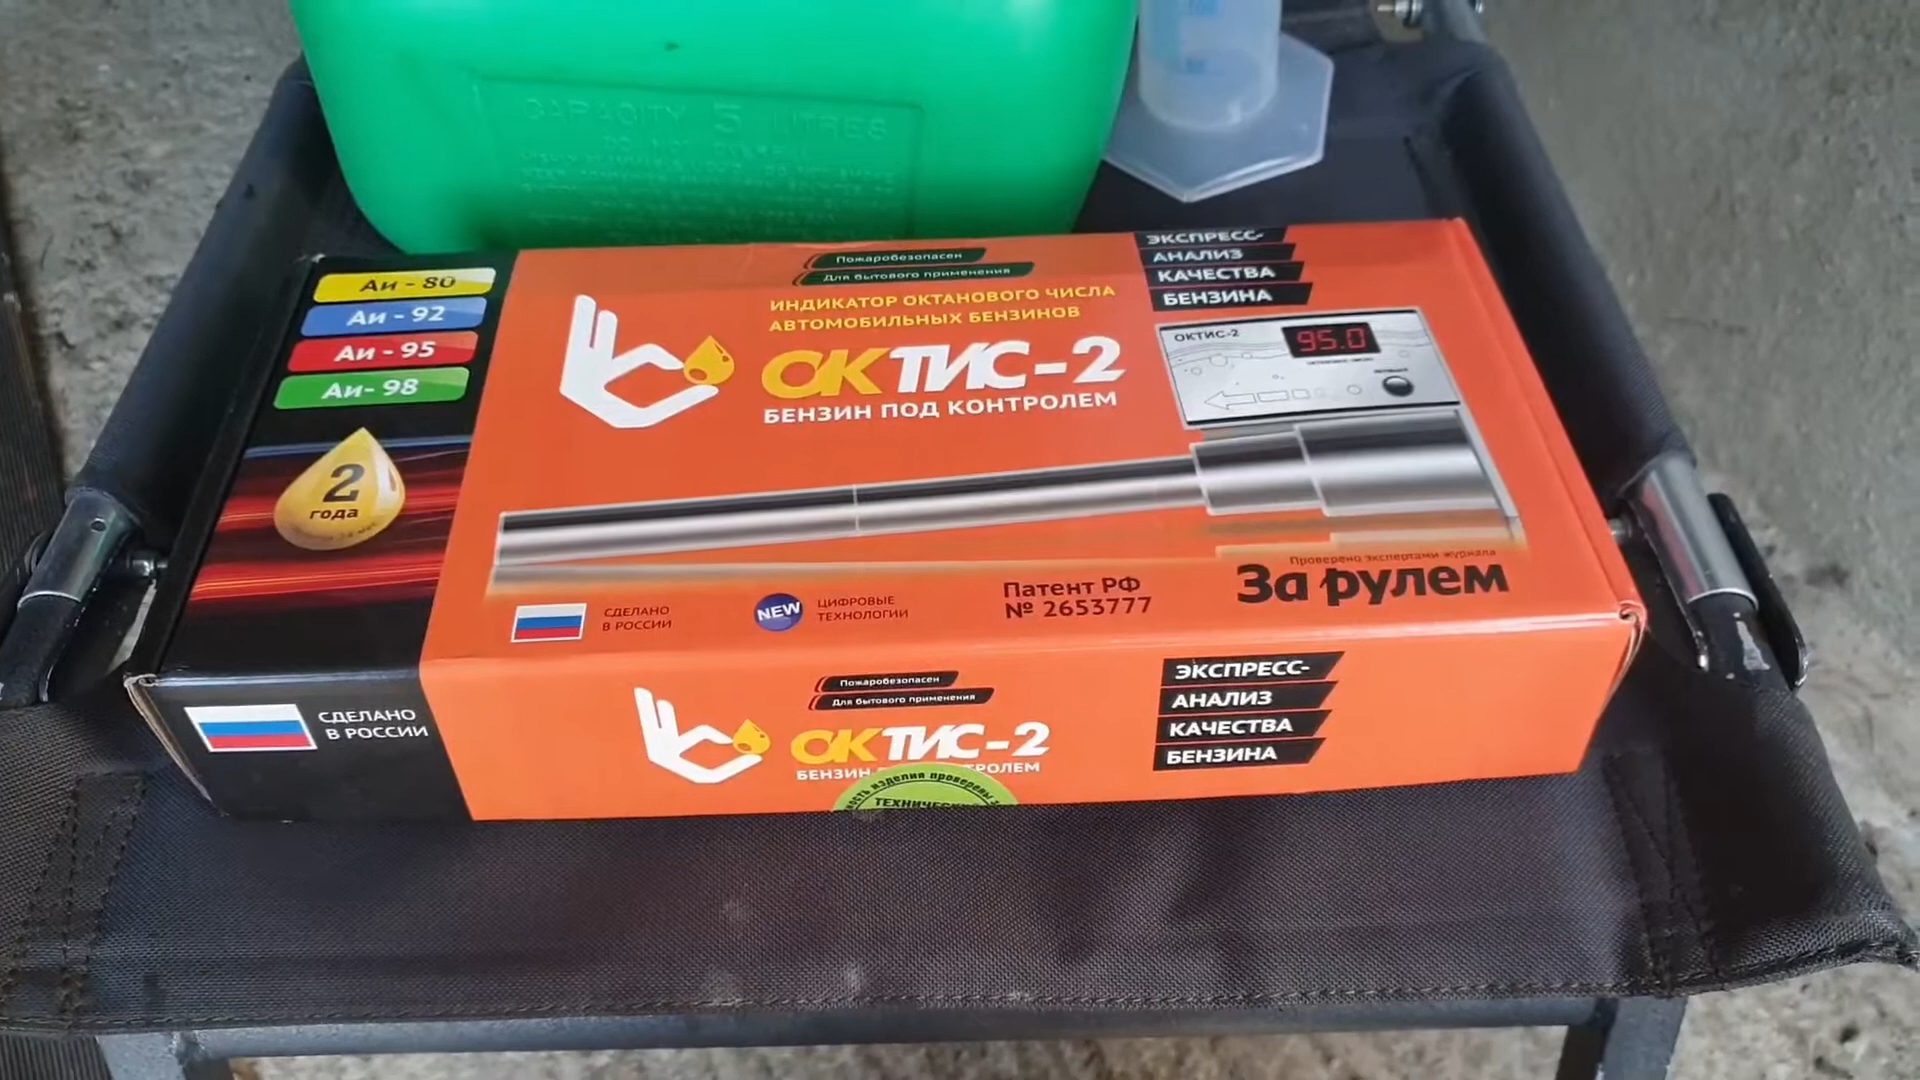 CAPACITY 5 LITRES
Аи - 80
Аи - 92
Аи - 95
Аи- 98
2
года
Пожаробезопасен
Для бытового применения
ИНДИКАТОР ОКТАНОВОГО ЧИСЛА
АВТОМОБИЛЬНЫХ БЕНЗИНОВ
ОКТИС-2
БЕНЗИН ПОД КОНТРОЛЕМ
ЭКСПРЕСС-
АНАЛИЗ
КАЧЕСТВА
БЕНЗИНА
ОКТИС-2
95.0
СДЕЛАНО
В РОССИИ
NEW
ЦИФРОВЫЕ
ТЕХНОЛОГИИ
Патент РФ
№ 2653777
Проверено экспертами журнала
За рулем
СДЕЛАНО
В РОССИИ
Пожаробезопасен
Для бытового применения
ОКТИС-2
БЕНЗИН
ЭКСПРЕСС-
АНАЛИЗ
КАЧЕСТВА
БЕНЗИНА
изделия проверены